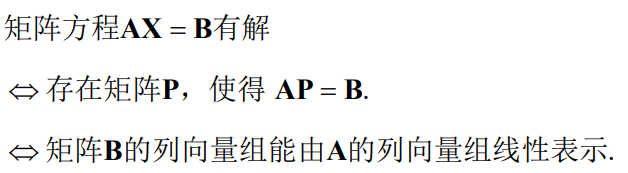 矩阵方程AX = B有解
⇔ 存在矩阵P，使得 AP = B.
⇔ 矩阵B的列向量组能由A的列向量组线性表示.